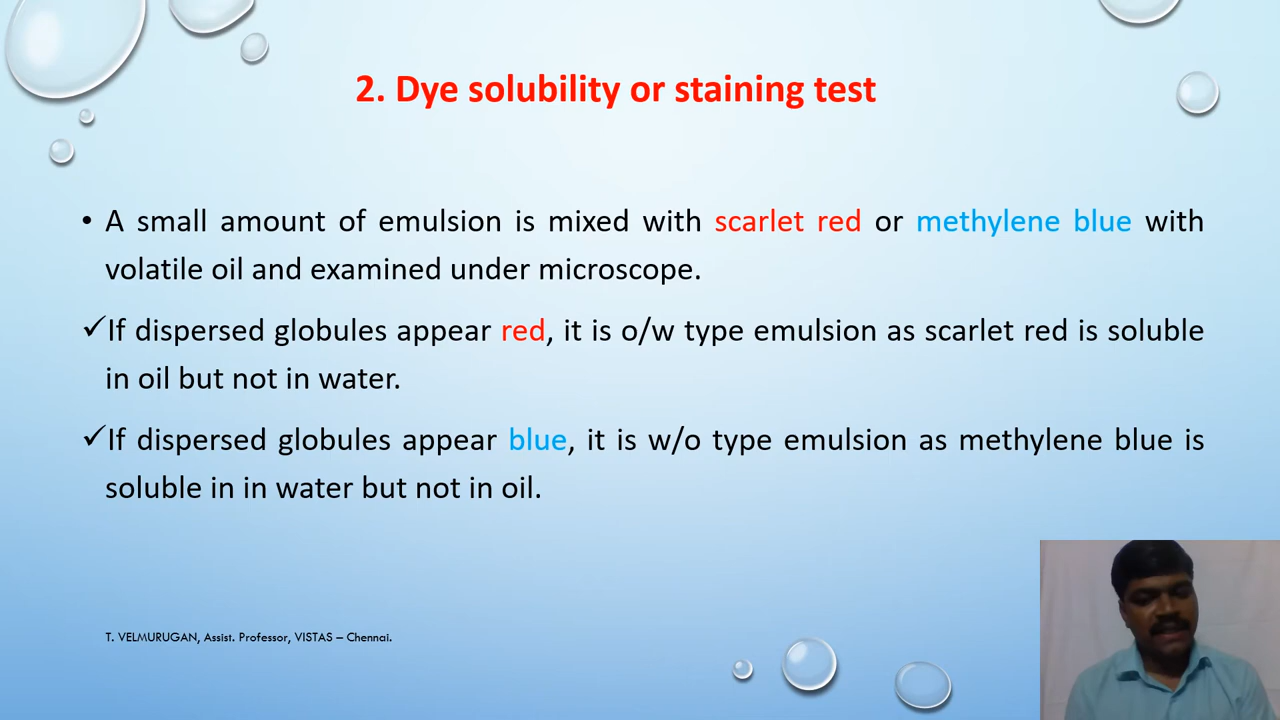 2. Dye solubility or staining test
• A small amount of emulsion is mixed with scarlet red or methylene blue with
volatile oil and examined under microscope.
✓If dispersed globules appear red, it is o/w type emulsion as scarlet red is soluble
in oil but not in water.
✓If dispersed globules appear blue, it is w/o type emulsion as methylene blue is
soluble in in water but not in oil.
T. VELMURUGAN, Assist. Professor, VISTAS – Chennai.